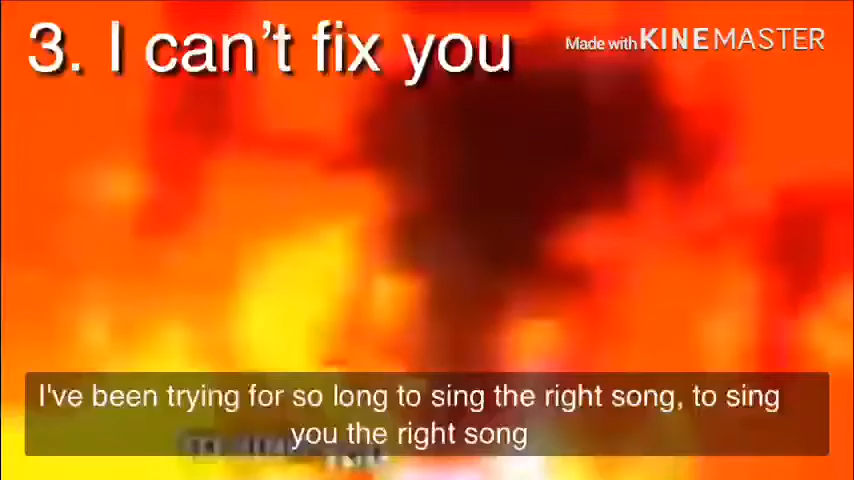 3. I can't fix you
Made with KINEMASTER
I've been trying for so long to sing the right song, to sing
you the right song